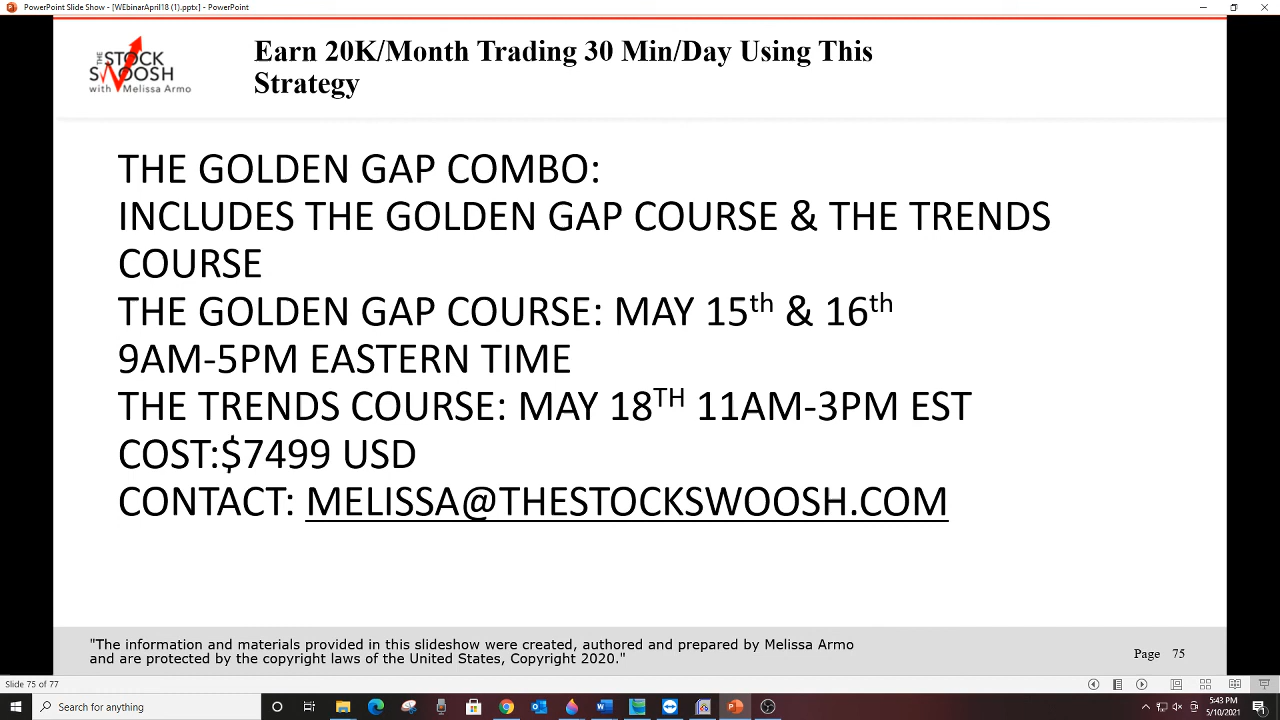 PowerPoint Slide Show - [WEbinarApril18 (1).pptx] - PowerPoint
THE STOCK
SWOOSH
with Melissa Armo
Earn 20K/Month Trading 30 Min/Day Using This
Strategy
THE GOLDEN GAP COMBO:
INCLUDES THE GOLDEN GAP COURSE & THE TRENDS
COURSE
THE GOLDEN GAP COURSE: MAY 15th & 16th
9AM-5PM EASTERN TIME
THE TRENDS COURSE: MAY 18TH 11AM-3PM EST
COST:$7499 USD
CONTACT: MELISSA@THESTOCKSWOOSH.COM
"The information and materials provided in this slideshow were created, authored and prepared by Melissa Armo
and are protected by the copyright laws of the United States, Copyright 2020."
Page 75
Slide 75 of 77
Search for anything
5:43 PM
5/10/2021